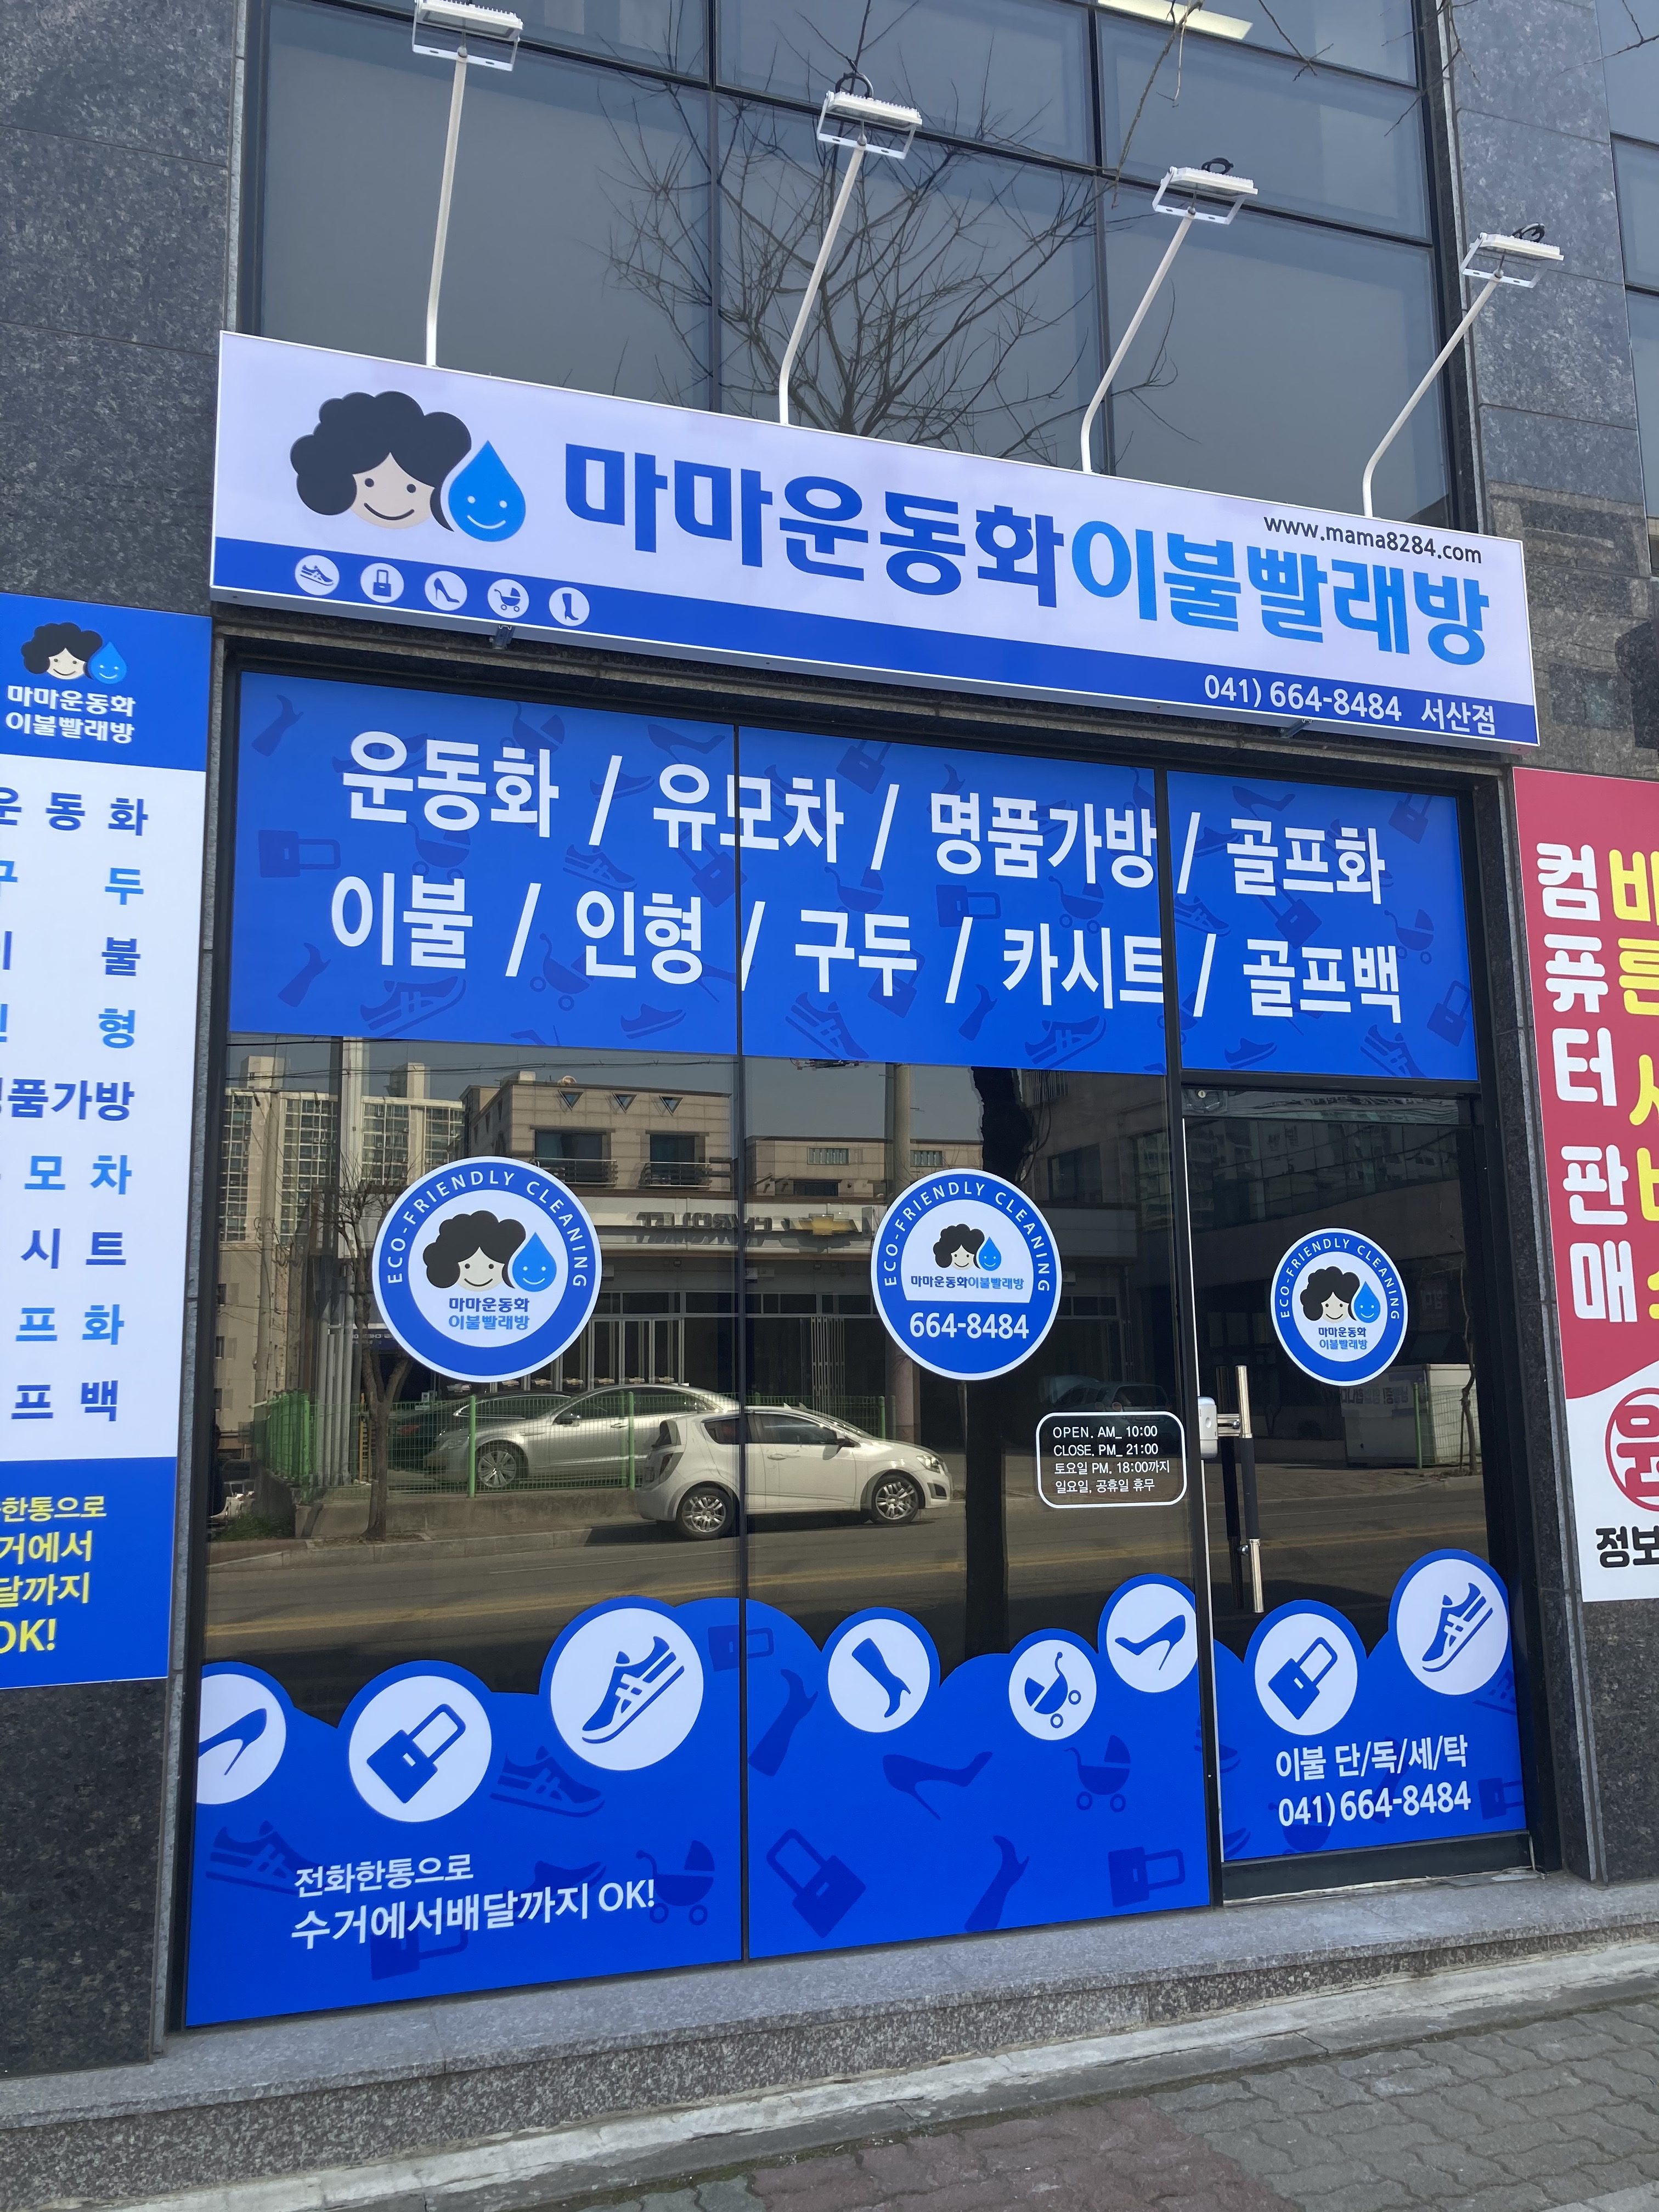 마마운동화이불빨래방
www.mama8284.com
041) 664-8484 서산점
마마운동화
이불빨래방
운동화
구두
불
형
품가방
모차
시트
프화
프백
한통으로
거에서
달까지
OK!
운동화 / 유모차 / 명품가방 / 골프화
이불 / 인형 / 구두 / 카시트 / 골프백
ECO-FRIENDLY CLEANING
마마운동화
이불빨래방
ECO-FRIENDLY CLEANING
마마운동화이불빨래방
664-8484
ECO-FRIENDLY CLEANING
마마운동화
이불빨래방
OPEN. AM_ 10:00
CLOSE. PM_ 21:00
토요일 PM. 18:00까지
일요일, 공휴일 휴무
전화한통으로
수거에서배달까지 OK!
이불 단/독/세/탁
041) 664-8484
컴퓨터 판매
바른
정보